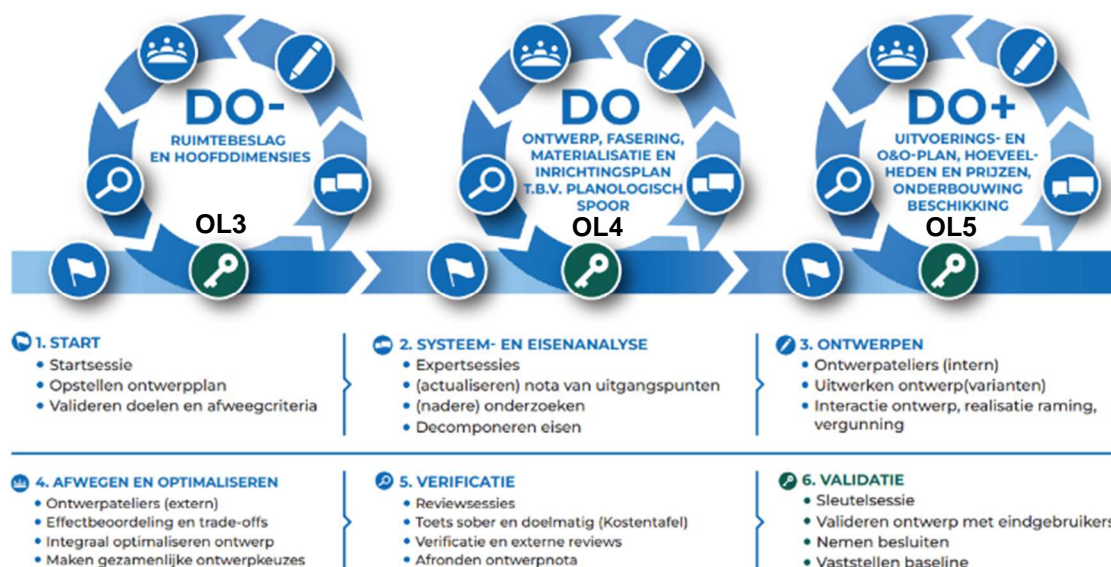 DO-
RUIMTEBESLAG
EN HOOFDDIMENSIES
OL3
DO
ONTWERP, FASERING,
MATERIALISATIE EN
INRICHTINGSPLAN
T.B.V. PLANOLOGISCH
SPOOR
OL4
DO+
UITVOERINGS- EN
O&O-PLAN, HOEVEEL-
HEDEN EN PRIJZEN,
ONDERBOUWING
BESCHIKKING
OL5
1. START
• Startsessie
• Opstellen ontwerpplan
• Valideren doelen en afweegcriteria
2. SYSTEEM- EN EISENANALYSE
• Expertsessies
• (actualiseren) nota van uitgangspunten
• (nadere) onderzoeken
• Decomponeren eisen
3. ONTWERPEN
• Ontwerpateliers (intern)
• Uitwerken ontwerp(varianten)
• Interactie ontwerp, realisatie raming,
vergunning
4. AFWEGEN EN OPTIMALISEREN
• Ontwerpateliers (extern)
• Effectbeoordeling en trade-offs
• Integraal optimaliseren ontwerp
• Maken gezamenlijke ontwerpkeuzes
5. VERIFICATIE
• Reviewsessies
• Toets sober en doelmatig (Kostentafel)
• Verificatie en externe reviews
• Afronden ontwerpnota
6. VALIDATIE
• Sleutelsessie
• Valideren ontwerp met eindgebruikers
• Nemen besluiten
• Vaststellen baseline